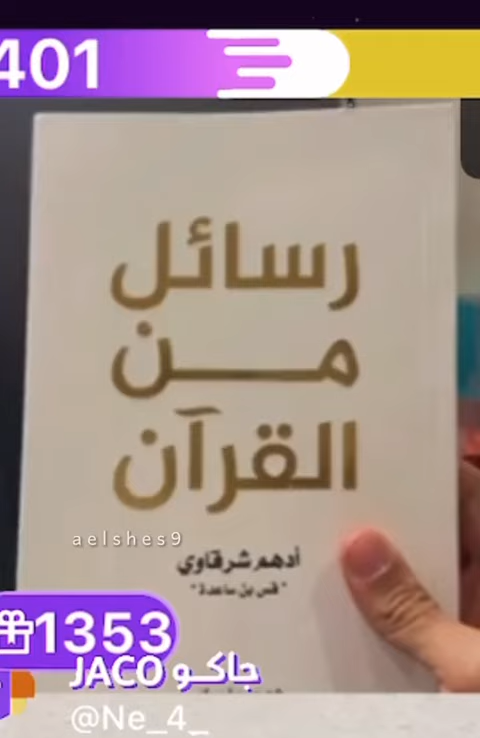 401
رسائل
من
القرآن
aelshes9
أدهم شرقاوي
"قس بن ساعدة"
1353
جاكو JACO
@Ne_4_